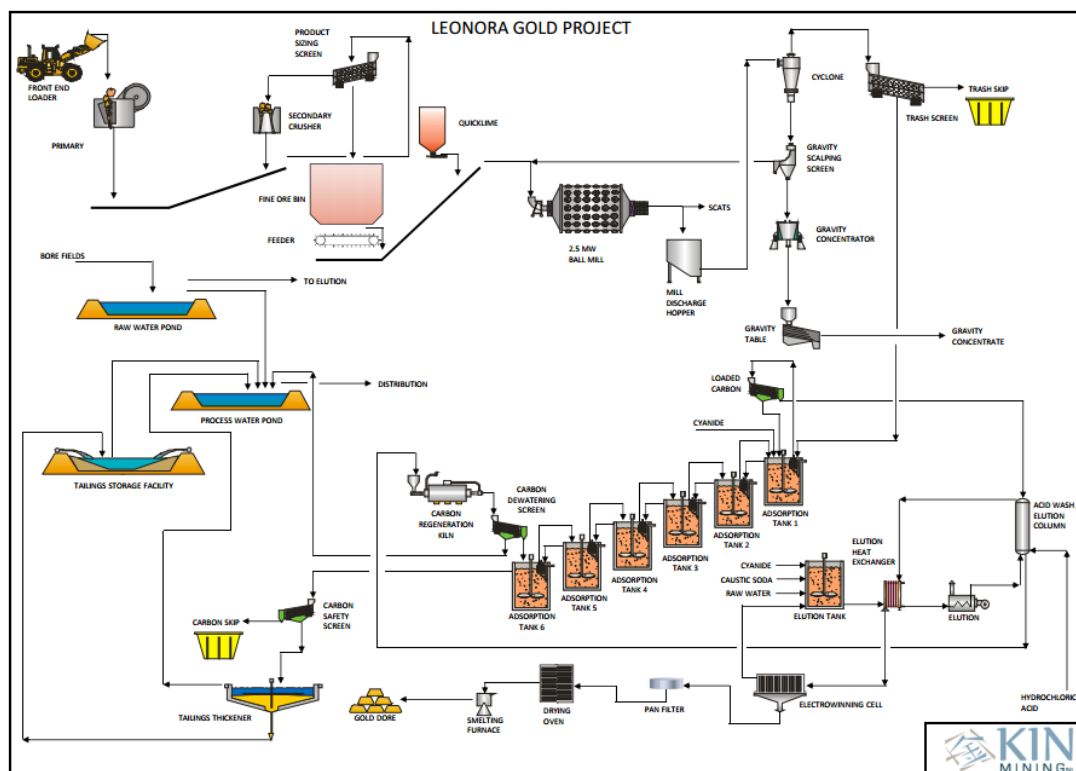 LEONORA GOLD PROJECT
FRONT END
LOADER
PRIMARY
PRODUCT
SIZING
SCREEN
SECONDARY
CRUSHER
QUICKLIME
FINE ORE BIN
FEEDER
CYCLONE
TRASH SKIP
TRASH SCREEN
GRAVITY
SCALPING
SCREEN
SCATS
2.5 MW
BALL MILL
GRAVITY
CONCENTRATOR
MILL
DISCHARGE
HOPPER
BORE FIELDS
TO ELUTION
RAW WATER POND
GRAVITY
TABLE
GRAVITY
CONCENTRATE
DISTRIBUTION
PROCESS WATER POND
LOADED
CARBON
CYANIDE
TAILINGS STORAGE FACILITY
CARBON
REGENERATION
KILN
CARBON
DEWATERING
SCREEN
ADSORPTION
TANK 1
ADSORPTION
TANK 2
ADSORPTION
TANK 3
ADSORPTION
TANK 4
ADSORPTION
TANK 5
ADSORPTION
TANK 6
ACID WASH
ELUTION
COLUMN
ELUTION
HEAT
EXCHANGER
CYANIDE
CAUSTIC SODA
RAW WATER
ELUTION TANK
ELUTION
CARBON SKIP
CARBON
SAFETY
SCREEN
TAILINGS THICKENER
GOLD DORE
SMELTING
FURNACE
DRYING
OVEN
PAN FILTER
ELECTROWINNING CELL
HYDROCHLORIC
ACID
KIN
MINING